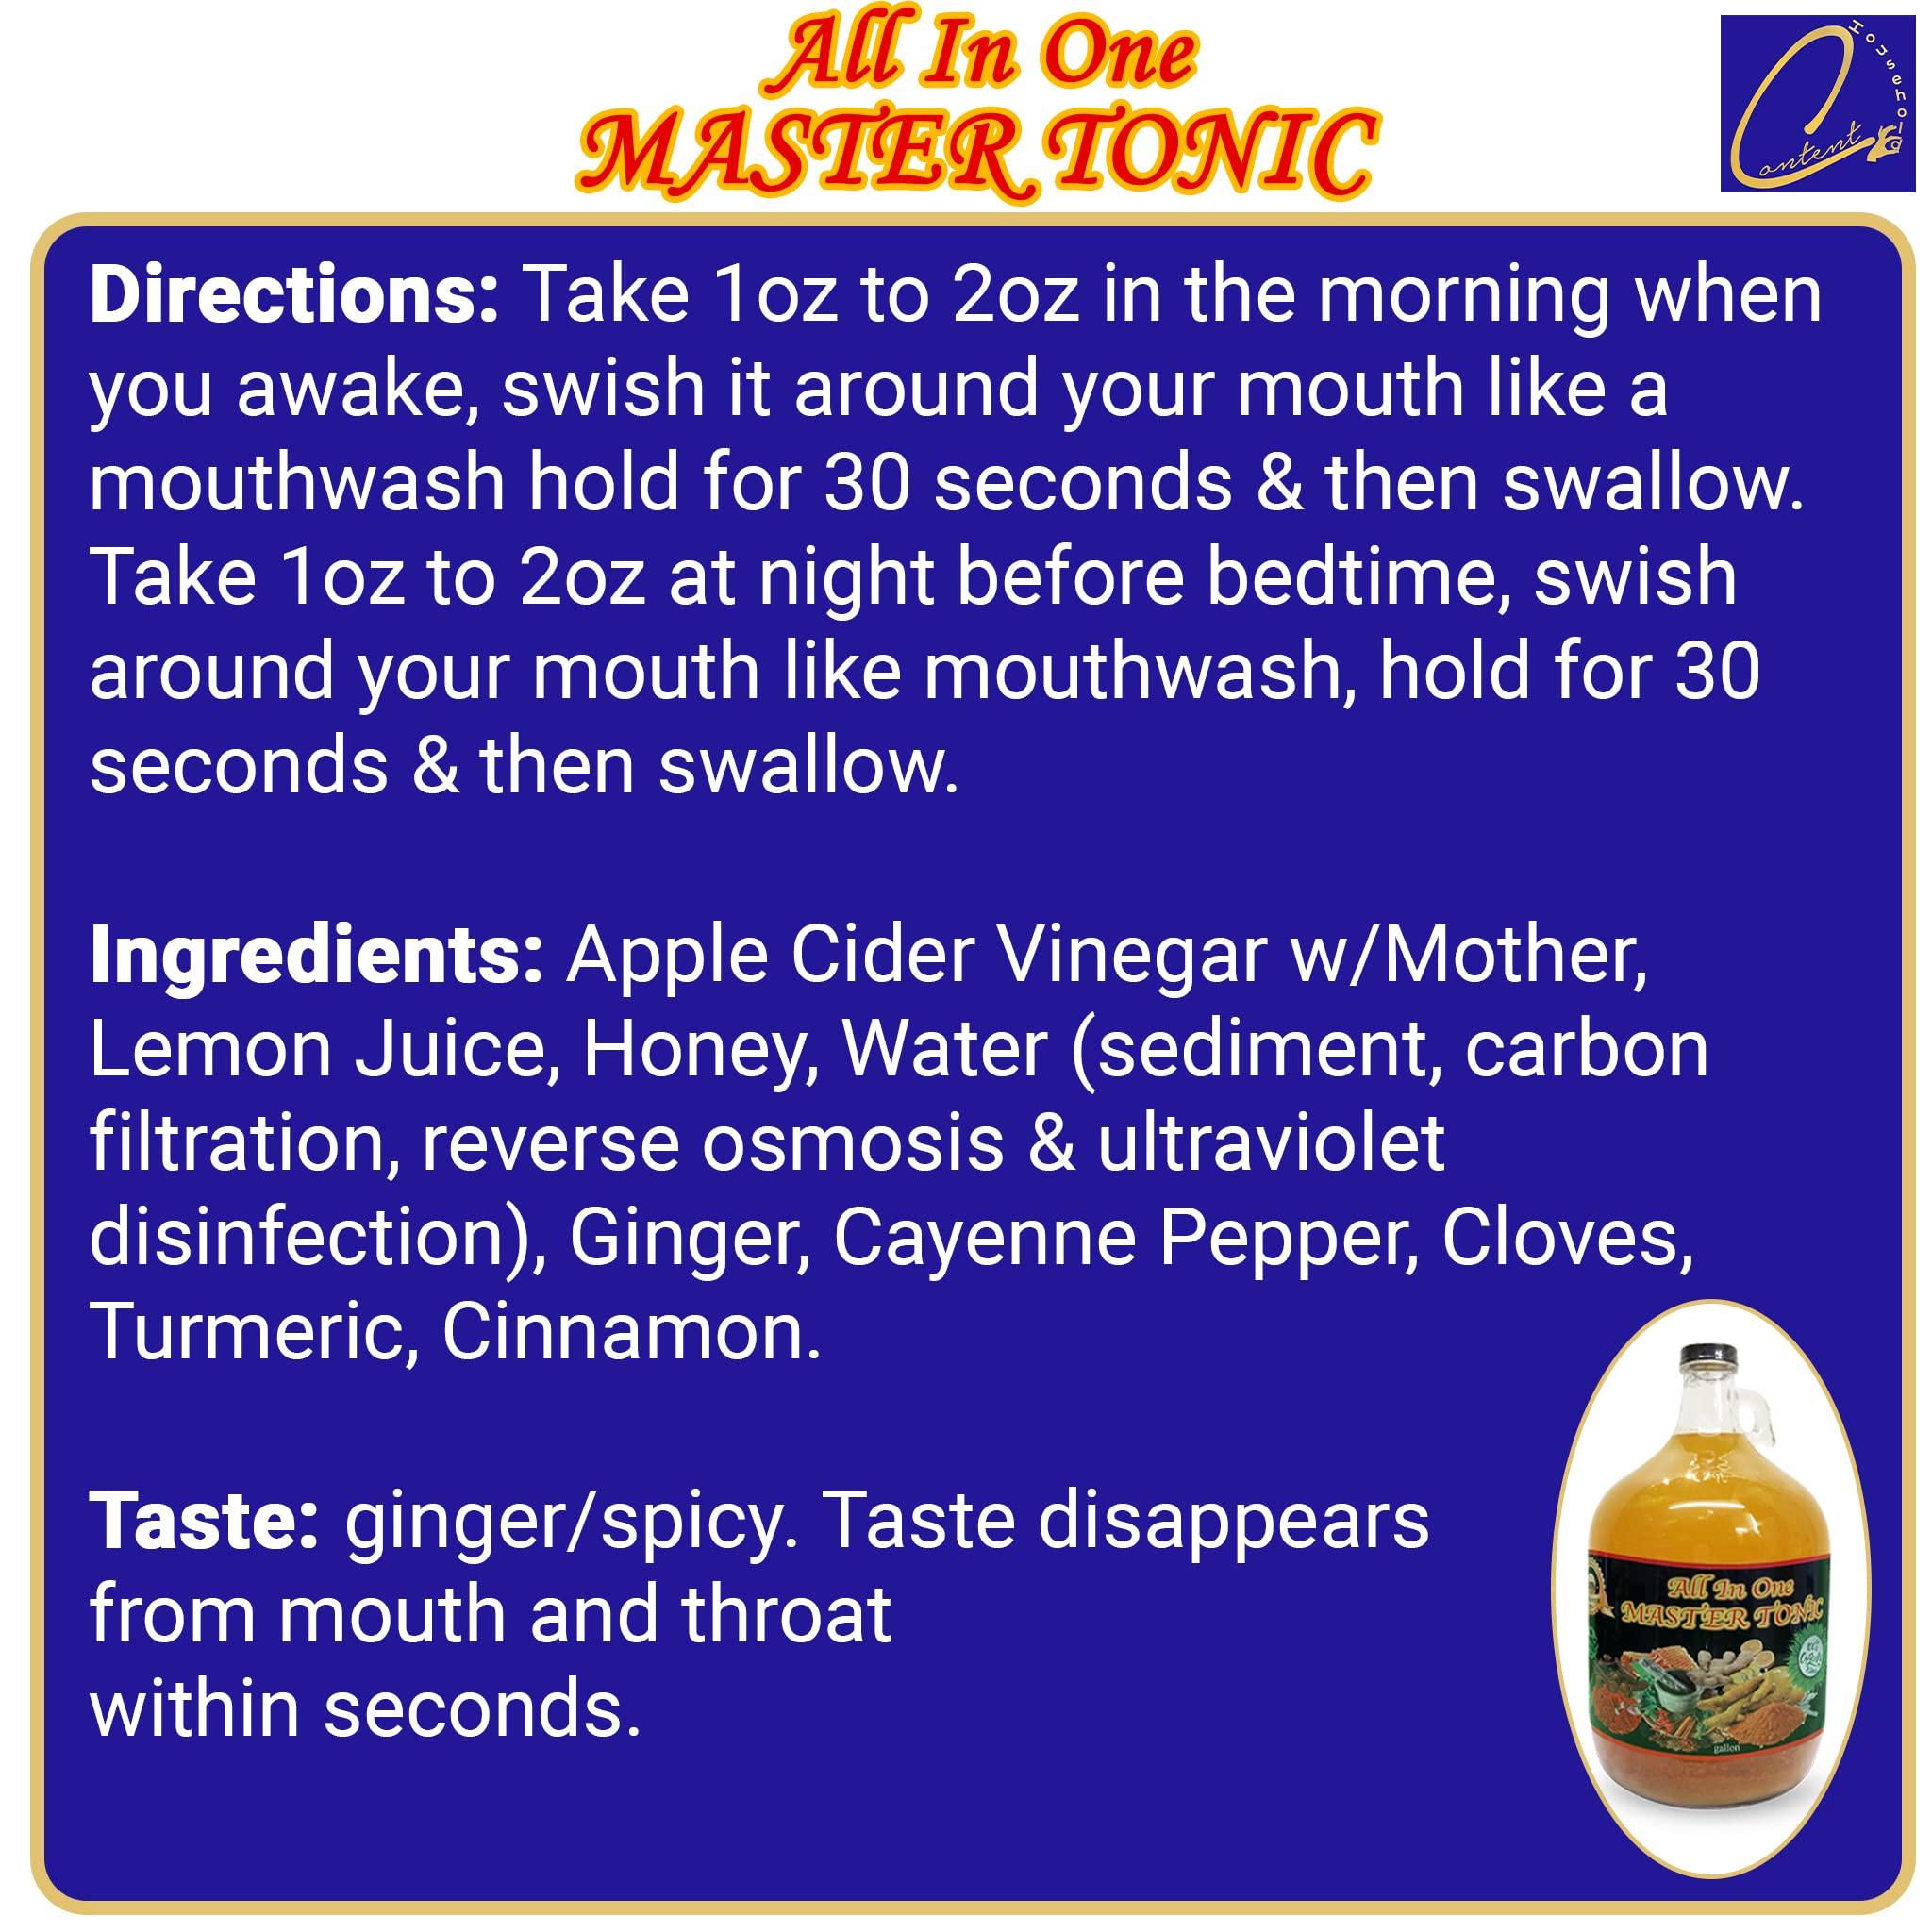 All In One
MASTER TONIC
Household
Content
Directions: Take 1oz to 2oz in the morning when
you awake, swish it around your mouth like a
mouthwash hold for 30 seconds & then swallow.
Take 1oz to 2oz at night before bedtime, swish
around your mouth like mouthwash, hold for 30
seconds & then swallow.
Ingredients: Apple Cider Vinegar w/Mother,
Lemon Juice, Honey, Water (sediment, carbon
filtration, reverse osmosis & ultraviolet
disinfection), Ginger, Cayenne Pepper, Cloves,
Turmeric, Cinnamon.
Taste: ginger/spicy. Taste disappears
from mouth and throat
within seconds.
All In One
MASTER TONIC
gallon